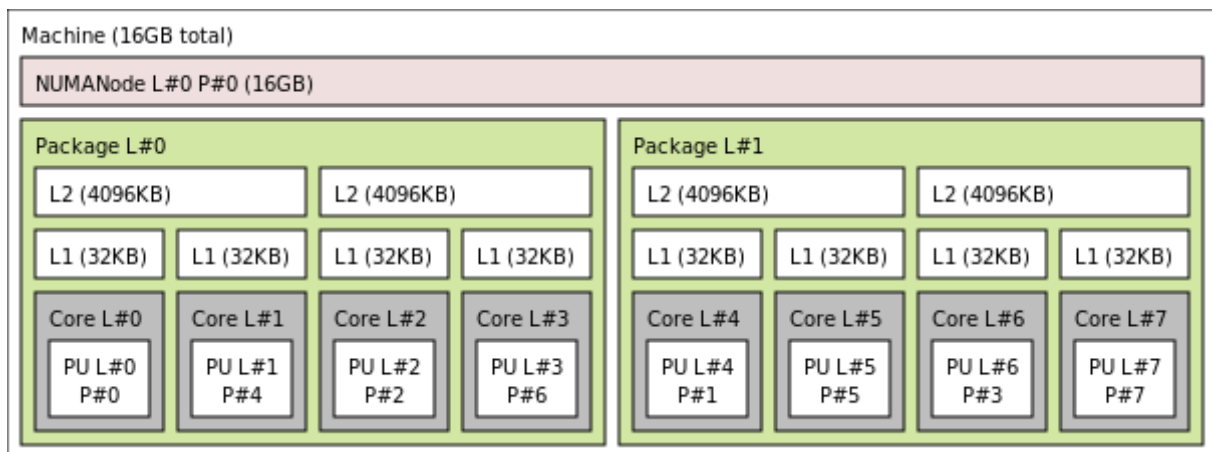 Machine (16GB total)
NUMANode L#0 P#0 (16GB)
Package L#0
L2 (4096KB)
L2 (4096KB)
L1 (32KB)
L1 (32KB)
L1 (32KB)
L1 (32KB)
Core L#0
PU L#0
P#0
Core L#1
PU L#1
P#4
Core L#2
PU L#2
P#2
Core L#3
PU L#3
P#6
Package L#1
L2 (4096KB)
L2 (4096KB)
L1 (32KB)
L1 (32KB)
L1 (32KB)
L1 (32KB)
Core L#4
PU L#4
P#1
Core L#5
PU L#5
P#5
Core L#6
PU L#6
P#3
Core L#7
PU L#7
P#7